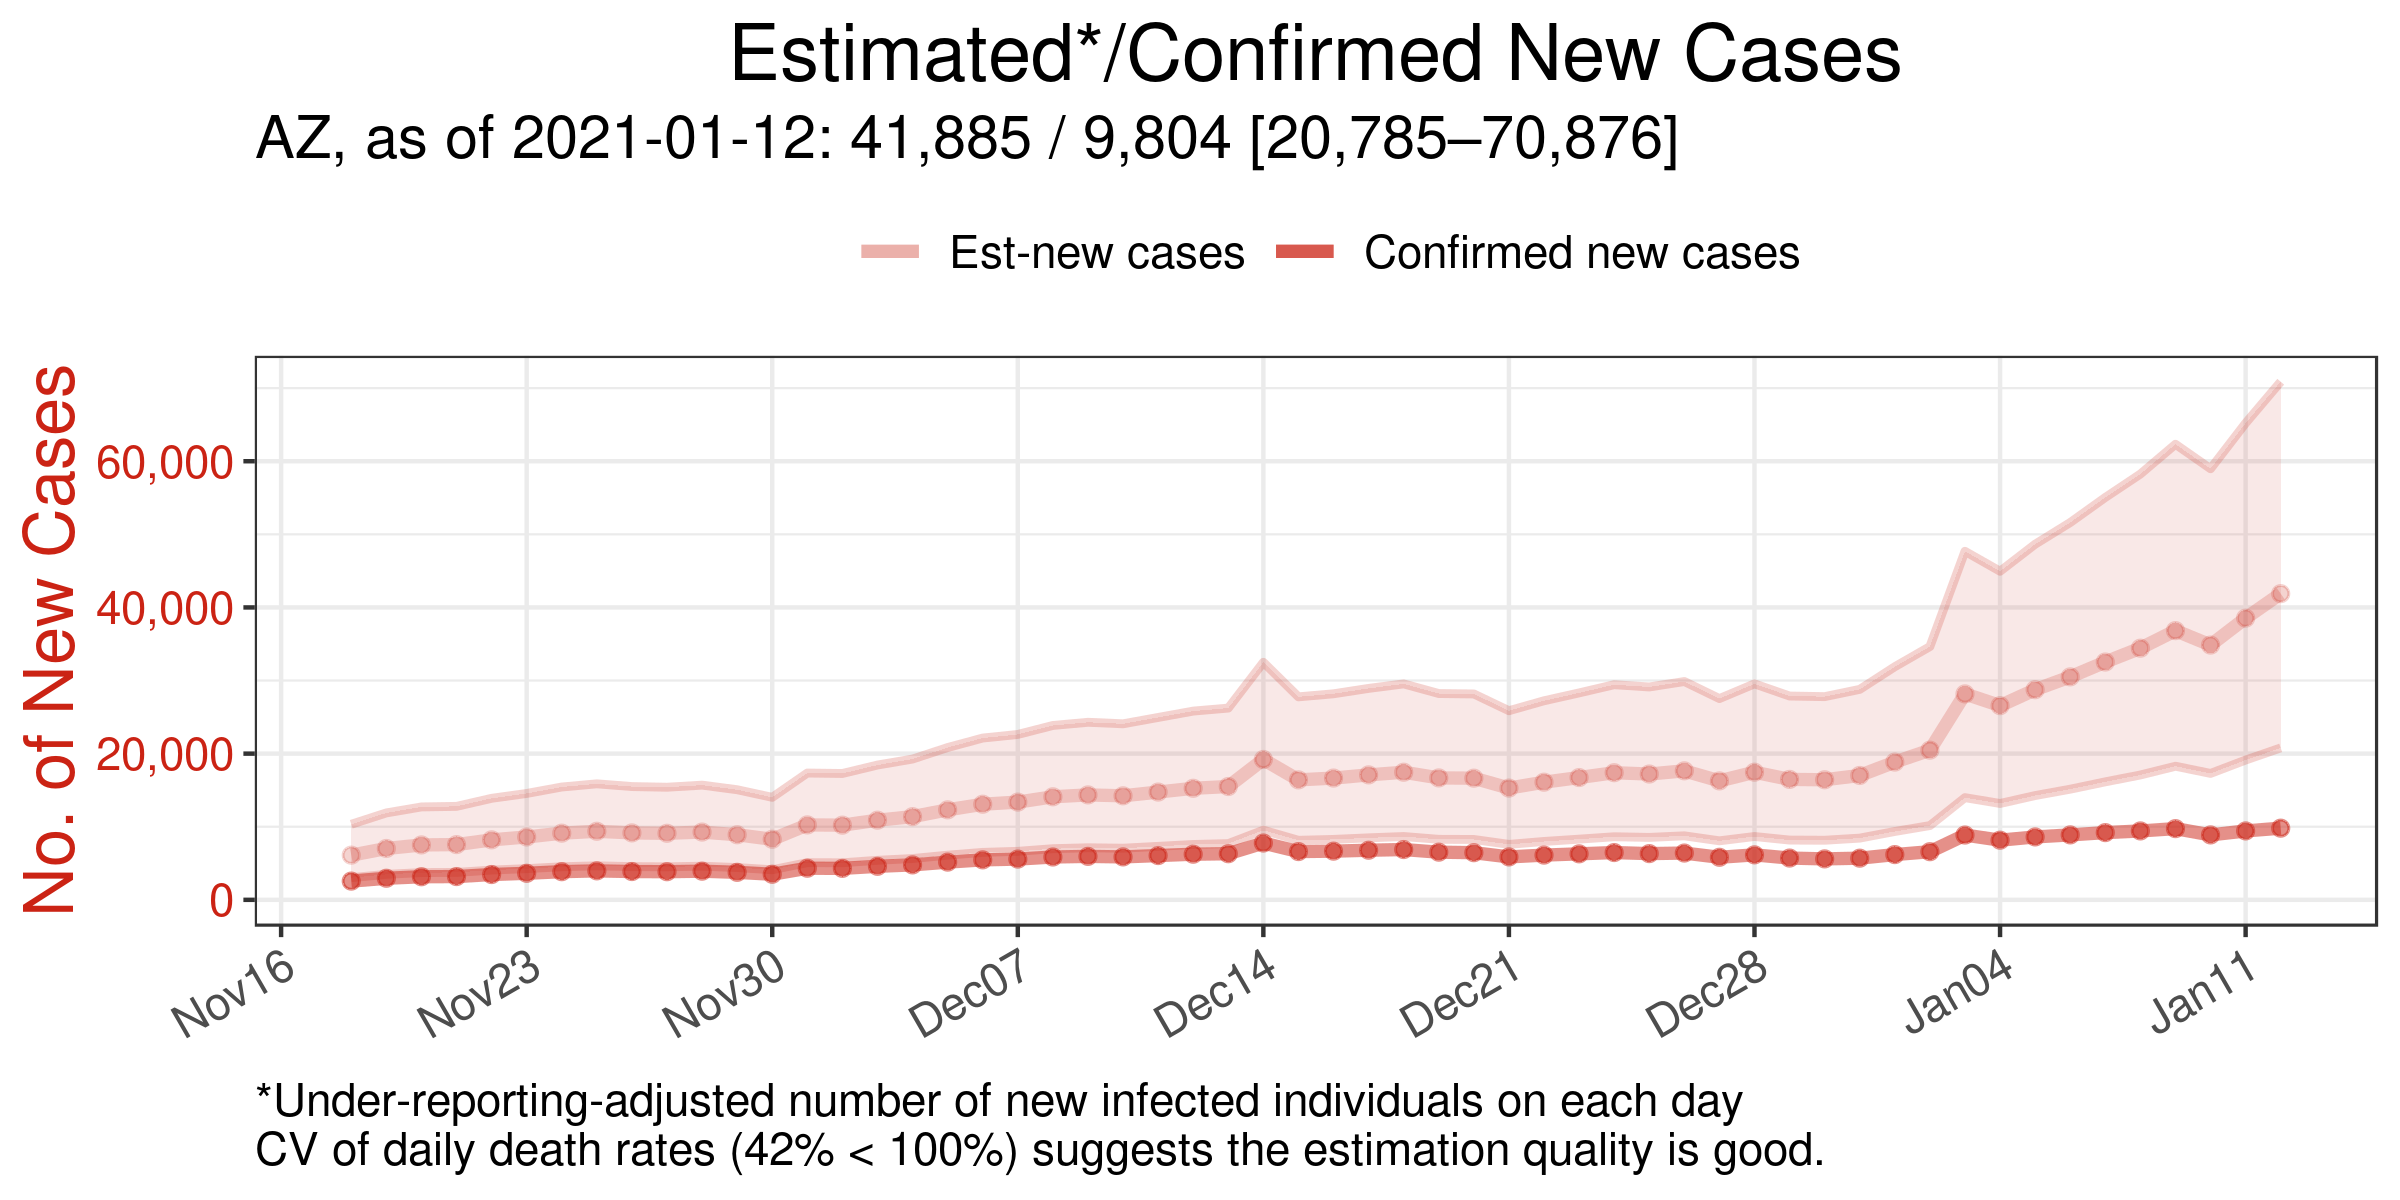 Estimated*/Confirmed New Cases
AZ, as of 2021-01-12: 41,885 / 9,804 [20,785–70,876]
Est-new cases
Confirmed new cases
No. of New Cases
60,000
40,000
20,000
0
Nov16
Nov23
Nov30
Dec07
Dec14
Dec21
Dec28
Jan04
Jan11
*Under-reporting-adjusted number of new infected individuals on each day
CV of daily death rates (42% < 100%) suggests the estimation quality is good.